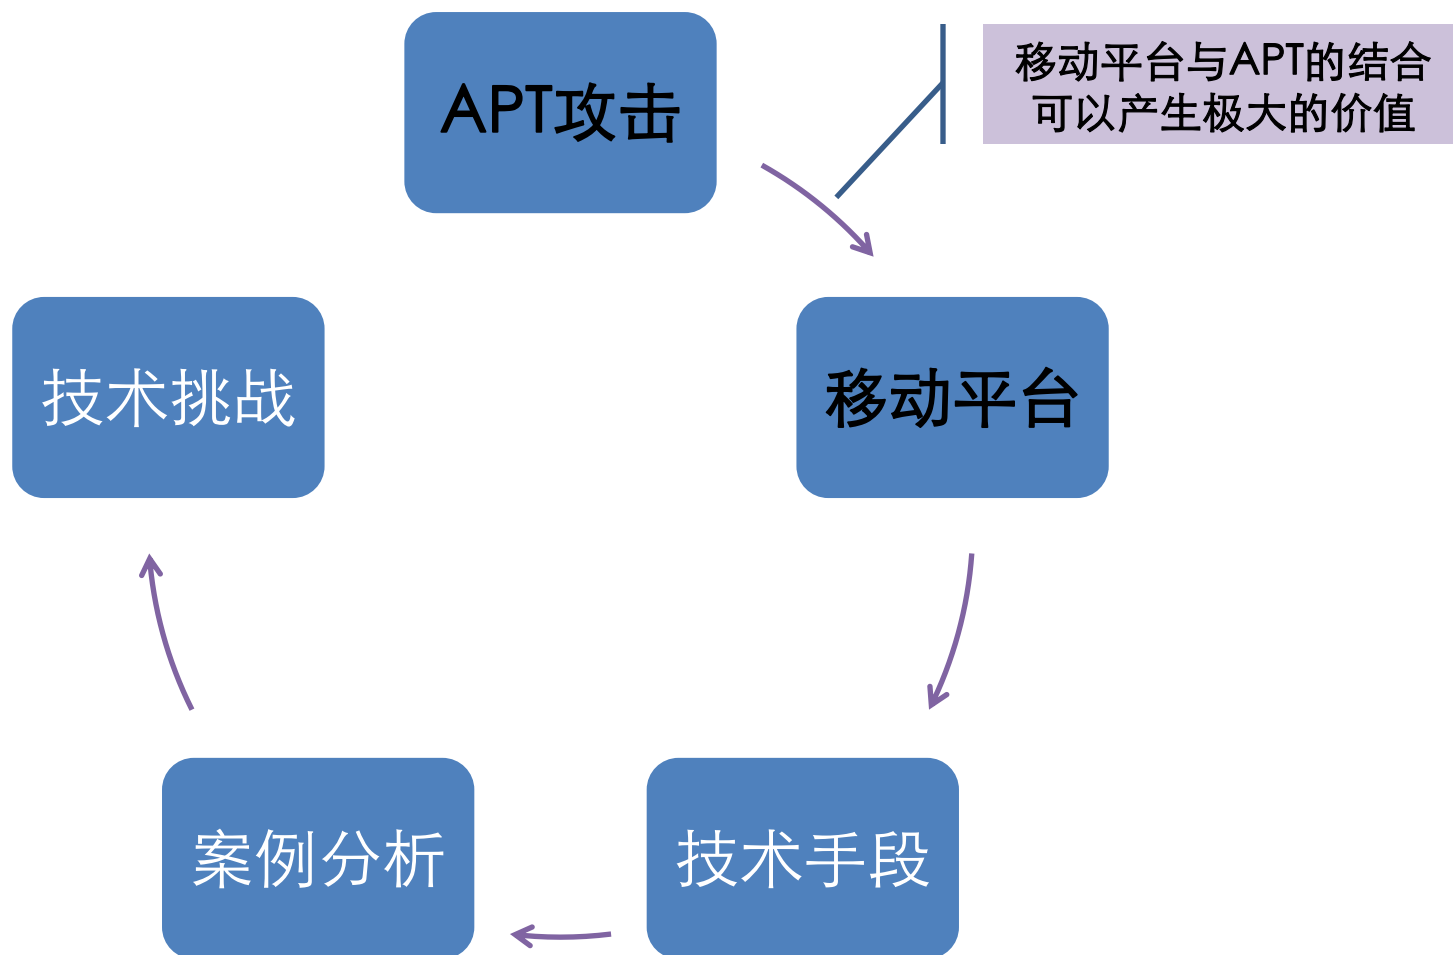 APT攻击
移动平台与APT的结合
可以产生极大的价值
技术挑战
移动平台
案例分析
技术手段